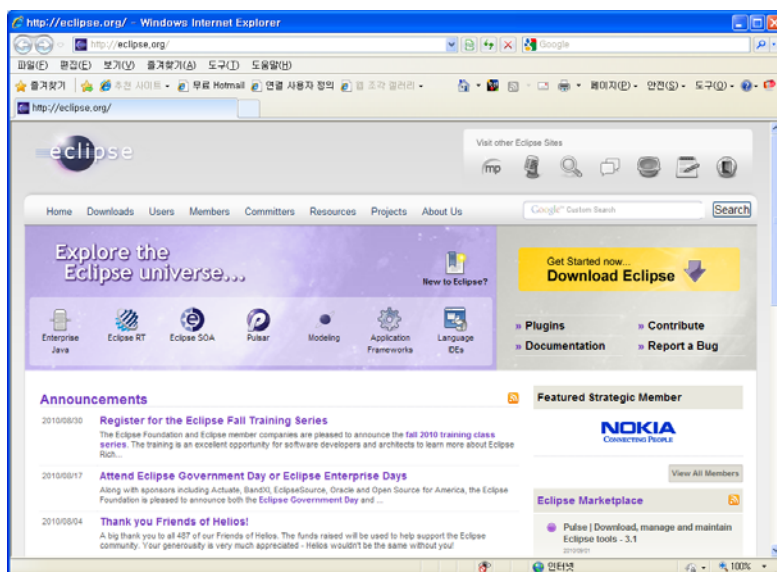 http://eclipse.org/ - Windows Internet Explorer
http://eclipse.org/
Google
파일(F) 편집(E) 보기(V) 즐겨찾기(A) 도구(T) 도움말(H)
즐겨찾기 추천 사이트 무료 Hotmail 연결 사용자 정의 웹 조각 갤러리 페이지(P) 안전(S) 도구(O)
http://eclipse.org/
eclipse
Visit other Eclipse Sites
mp
Home Downloads Users Members Committers Resources Projects About Us
Google™ Custom Search
Search
Explore the
Eclipse universe...
New to Eclipse?
Get Started now...
Download Eclipse
Enterprise Java
Eclipse RT
Eclipse SOA
Pulsar
Modeling
Application Frameworks
Language IDEs
» Plugins
» Contribute
» Documentation
» Report a Bug
Announcements
2010/08/30 Register for the Eclipse Fall Training Series
The Eclipse Foundation and Eclipse member companies are pleased to announce the fall 2010 training class
series. The training is an excellent opportunity for software developers and architects to learn more about Eclipse
Rich...
2010/08/17 Attend Eclipse Government Day or Eclipse Enterprise Days
Along with sponsors including Actuate, BandXI, EclipseSource, Oracle and Open Source for America, the Eclipse
Foundation is pleased to announce both the Eclipse Government Day and ...
2010/08/04 Thank you Friends of Helios!
A big thank you to all 487 of our Friends of Helios. The funds raised will be used to help support the Eclipse
community. Your generousity is very much appreciated - Helios wouldn't be the same without you!
Featured Strategic Member
NOKIA
CONNECTING PEOPLE
View All Members
Eclipse Marketplace
Pulse | Download, manage and maintain
Eclipse tools - 3.1
2010/09/01
인터넷
100%